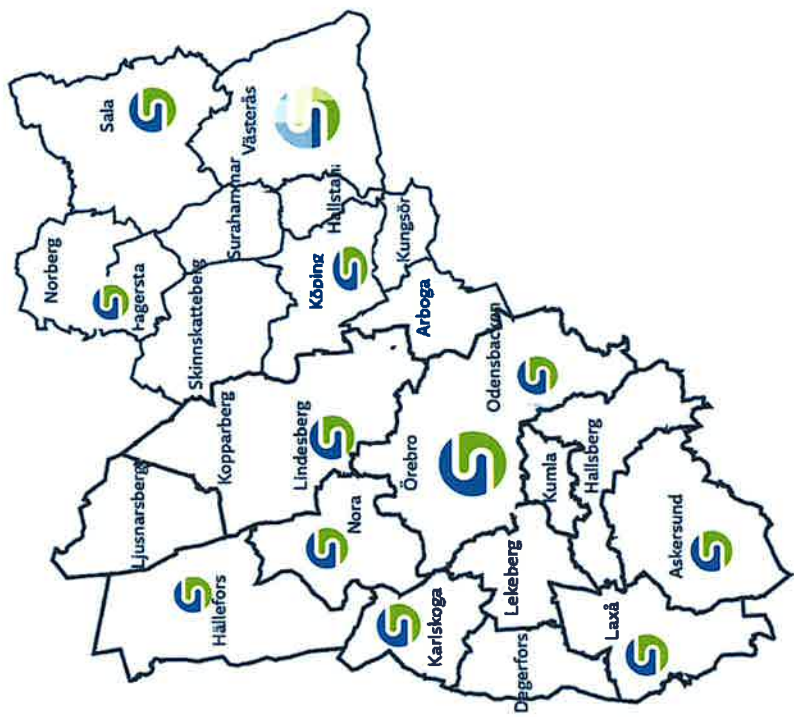 Sala
Västerås
Norberg
Fagersta
Surahammar
Skinnskatteberg
Köping
Kungsör
Arboga
Ljusnarsberg
Kopparberg
Lindesberg
Hällefors
Nora
Örebro
Odensbacken
Karlskoga
Lekeberg
Kumla
Hallsberg
Degerfors
Laxå
Askersund